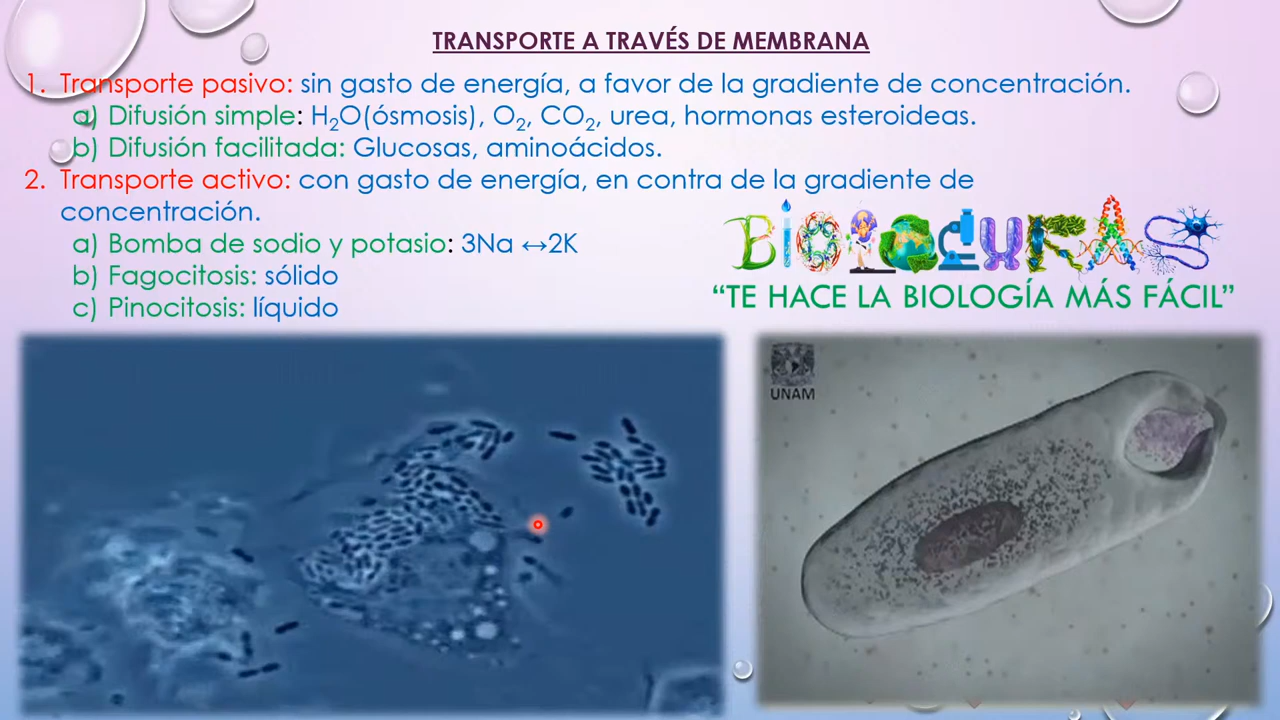 TRANSPORTE A TRAVÉS DE MEMBRANA
1. Transporte pasivo: sin gasto de energía, a favor de la gradiente de concentración.
a) Difusión simple: H₂O(ósmosis), O₂, CO₂, urea, hormonas esteroideas.
b) Difusión facilitada: Glucosas, aminoácidos.
2. Transporte activo: con gasto de energía, en contra de la gradiente de
concentración.
a) Bomba de sodio y potasio: 3Na ↔2K
b) Fagocitosis: sólido
c) Pinocitosis: líquido
BIOLOCURAS
“TE HACE LA BIOLOGÍA MÁS FÁCIL”
UNAM